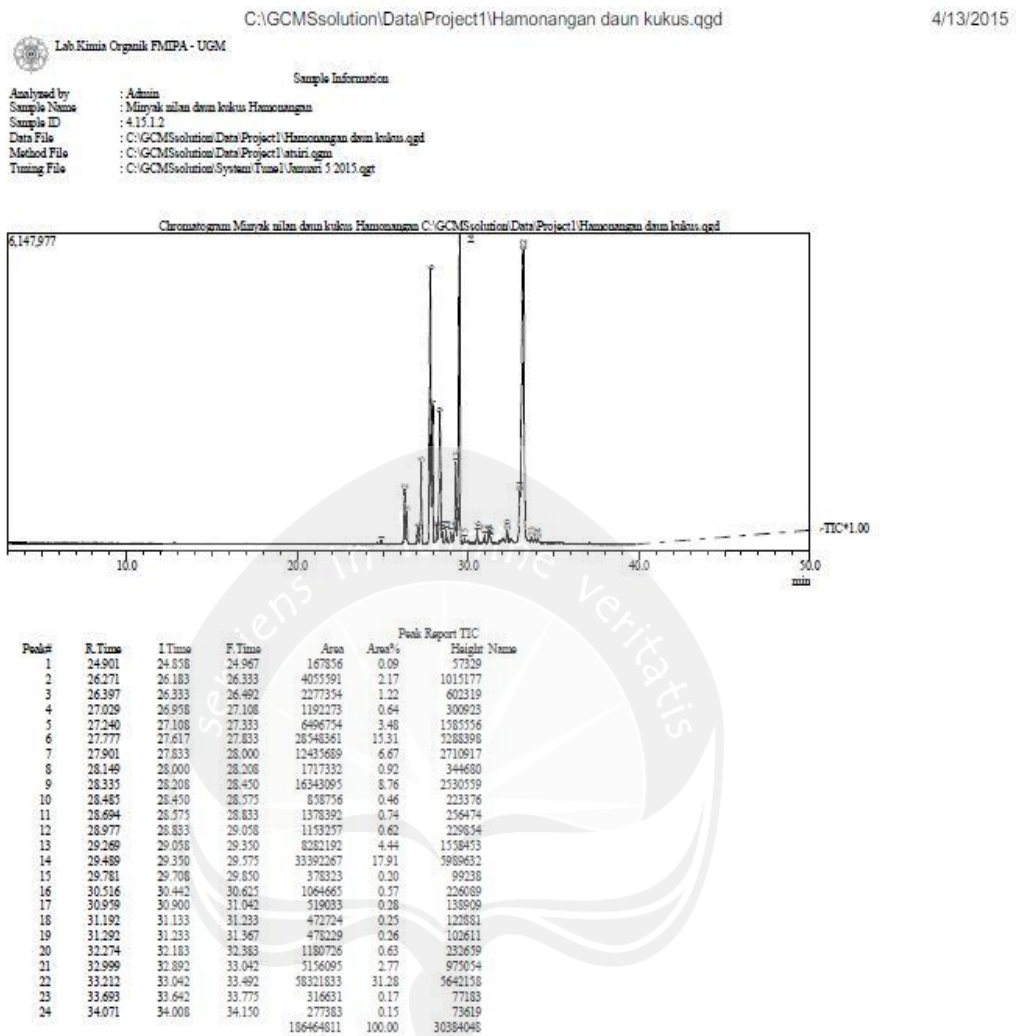 C:\GCMSsolution\Data\Project1\Hamonangan daun kukus.qgd 4/13/2015
Lab.Kimia Organik FMIPA - UGM
Sample Information
Analyzed by : Admin
Sample Name : Minyak nilan daun kukus Hamonangan
Sample ID : 4.15.1.2
Data File : C:\GCMSsolution\Data\Project1\Hamonangan daun kukus.qgd
Method File : C:\GCMSsolution\Data\Project1\atsiri.qgm
Tuning File : C:\GCMSsolution\System\Tune1\Januari 5 2015.qgt
Chromatogram Minyak nilan daun kukus Hamonangan C:\GCMSsolution\Data\Project1\Hamonangan daun kukus.qgd
6,147,977
TIC*1.00
10.0 20.0 30.0 40.0 50.0
min
Peak Report TIC
Peak# R.Time I.Time F.Time Area Area% Height Name
1 24.901 24.858 24.967 167856 0.09 57329
2 26.271 26.183 26.333 4055591 2.17 1015177
3 26.397 26.333 26.492 2277354 1.22 602319
4 27.029 26.958 27.108 1192273 0.64 300923
5 27.240 27.108 27.333 6496754 3.48 1585556
6 27.777 27.617 27.833 28548361 15.31 5288398
7 27.901 27.833 28.000 12435689 6.67 2710917
8 28.149 28.000 28.208 1717332 0.92 344680
9 28.335 28.208 28.450 16343095 8.76 2530559
10 28.485 28.450 28.575 858756 0.46 223376
11 28.694 28.575 28.833 1378392 0.74 256474
12 28.977 28.833 29.058 1153257 0.62 229854
13 29.269 29.058 29.350 8282192 4.44 1558453
14 29.489 29.350 29.575 33392267 17.91 5989632
15 29.781 29.708 29.850 378323 0.20 99238
16 30.516 30.442 30.625 1064665 0.57 226089
17 30.959 30.900 31.042 519033 0.28 138909
18 31.192 31.133 31.233 472724 0.25 122881
19 31.292 31.233 31.367 478229 0.26 102611
20 32.274 32.183 32.383 1180726 0.63 232659
21 32.999 32.892 33.042 5156095 2.77 975054
22 33.212 33.042 33.492 58321833 31.28 5642158
23 33.693 33.642 33.775 316631 0.17 77183
24 34.071 34.008 34.150 277383 0.15 73619
186464811 100.00 30384048
serviens in lumine veritatis